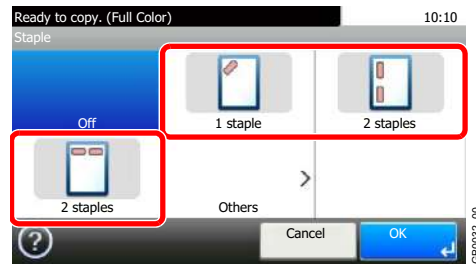 Ready to copy. (Full Color) 10:10
Staple
Off
1 staple
2 staples
2 staples
Others
Cancel
OK